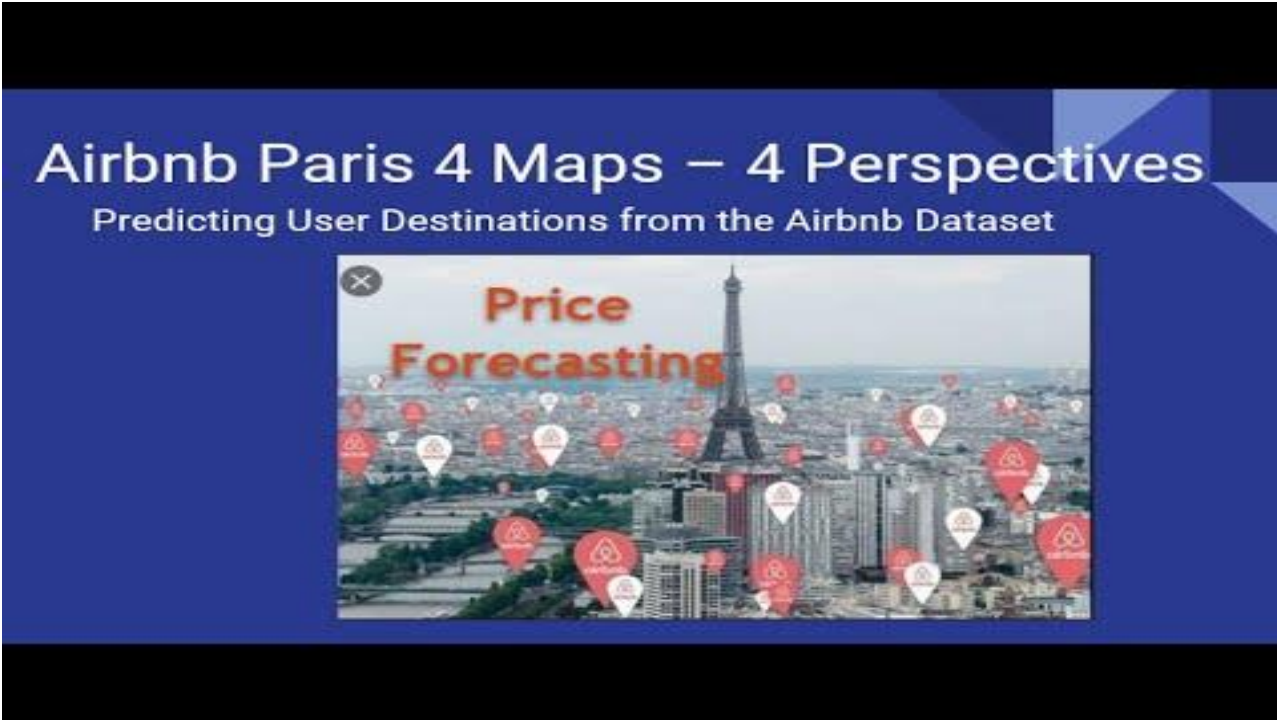 Airbnb Paris 4 Maps – 4 Perspectives
Predicting User Destinations from the Airbnb Dataset
Price
Forecasting